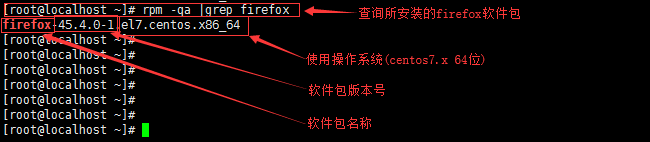 [root@localhost ~]# rpm -qa |grep firefox
查询所安装的firefox软件包
firefox-45.4.0-1.el7.centos.x86_64
[root@localhost ~]#
[root@localhost ~]#
使用操作系统(centos7.x 64位)
[root@localhost ~]#
[root@localhost ~]#
软件包版本号
[root@localhost ~]#
[root@localhost ~]#
软件包名称
[root@localhost ~]#